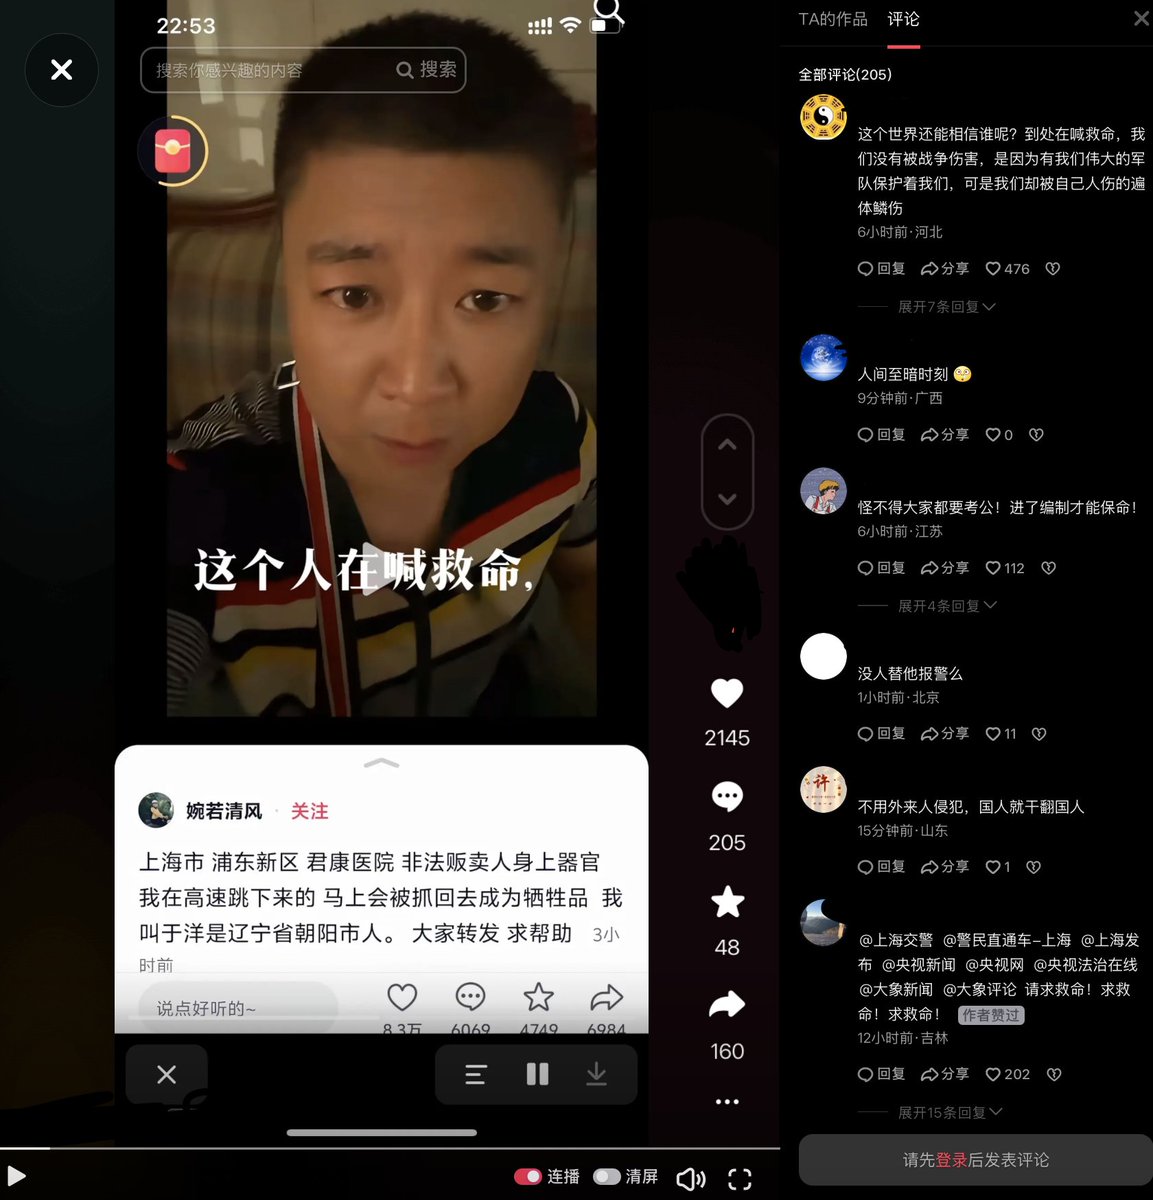 22:53
搜索你感兴趣的内容
搜索
这个人在喊救命,
婉若清风 · 关注
上海市 浦东新区 君康医院 非法贩卖人身上器官
我在高速跳下来的 马上会被抓回去成为牺牲品 我
叫于洋是辽宁省朝阳市人。 大家转发 求帮助 3小
时前
说点好听的~
8.3万 6069 4749 6984
2145
205
48
160
连播 清屏
TA的作品 评论
全部评论(205)
这个世界还能相信谁呢？到处在喊救命，我
们没有被战争伤害，是因为有我们伟大的军
队保护着我们，可是我们却被自己人伤的遍
体鳞伤
6小时前·河北
回复 分享 476
展开7条回复
人间至暗时刻
9分钟前·广西
回复 分享 0
怪不得大家都要考公！进了编制才能保命！
6小时前·江苏
回复 分享 112
展开4条回复
没人替他报警么
1小时前·北京
回复 分享 11
许
不用外来人侵犯，国人就干翻国人
15分钟前·山东
回复 分享 1
@上海交警 @警民直通车-上海 @上海发
布 @央视新闻 @央视网 @央视法治在线
@大象新闻 @大象评论 请求救命！求救
命！求救命！ 作者赞过
12小时前·吉林
回复 分享 202
展开15条回复
请先登录后发表评论